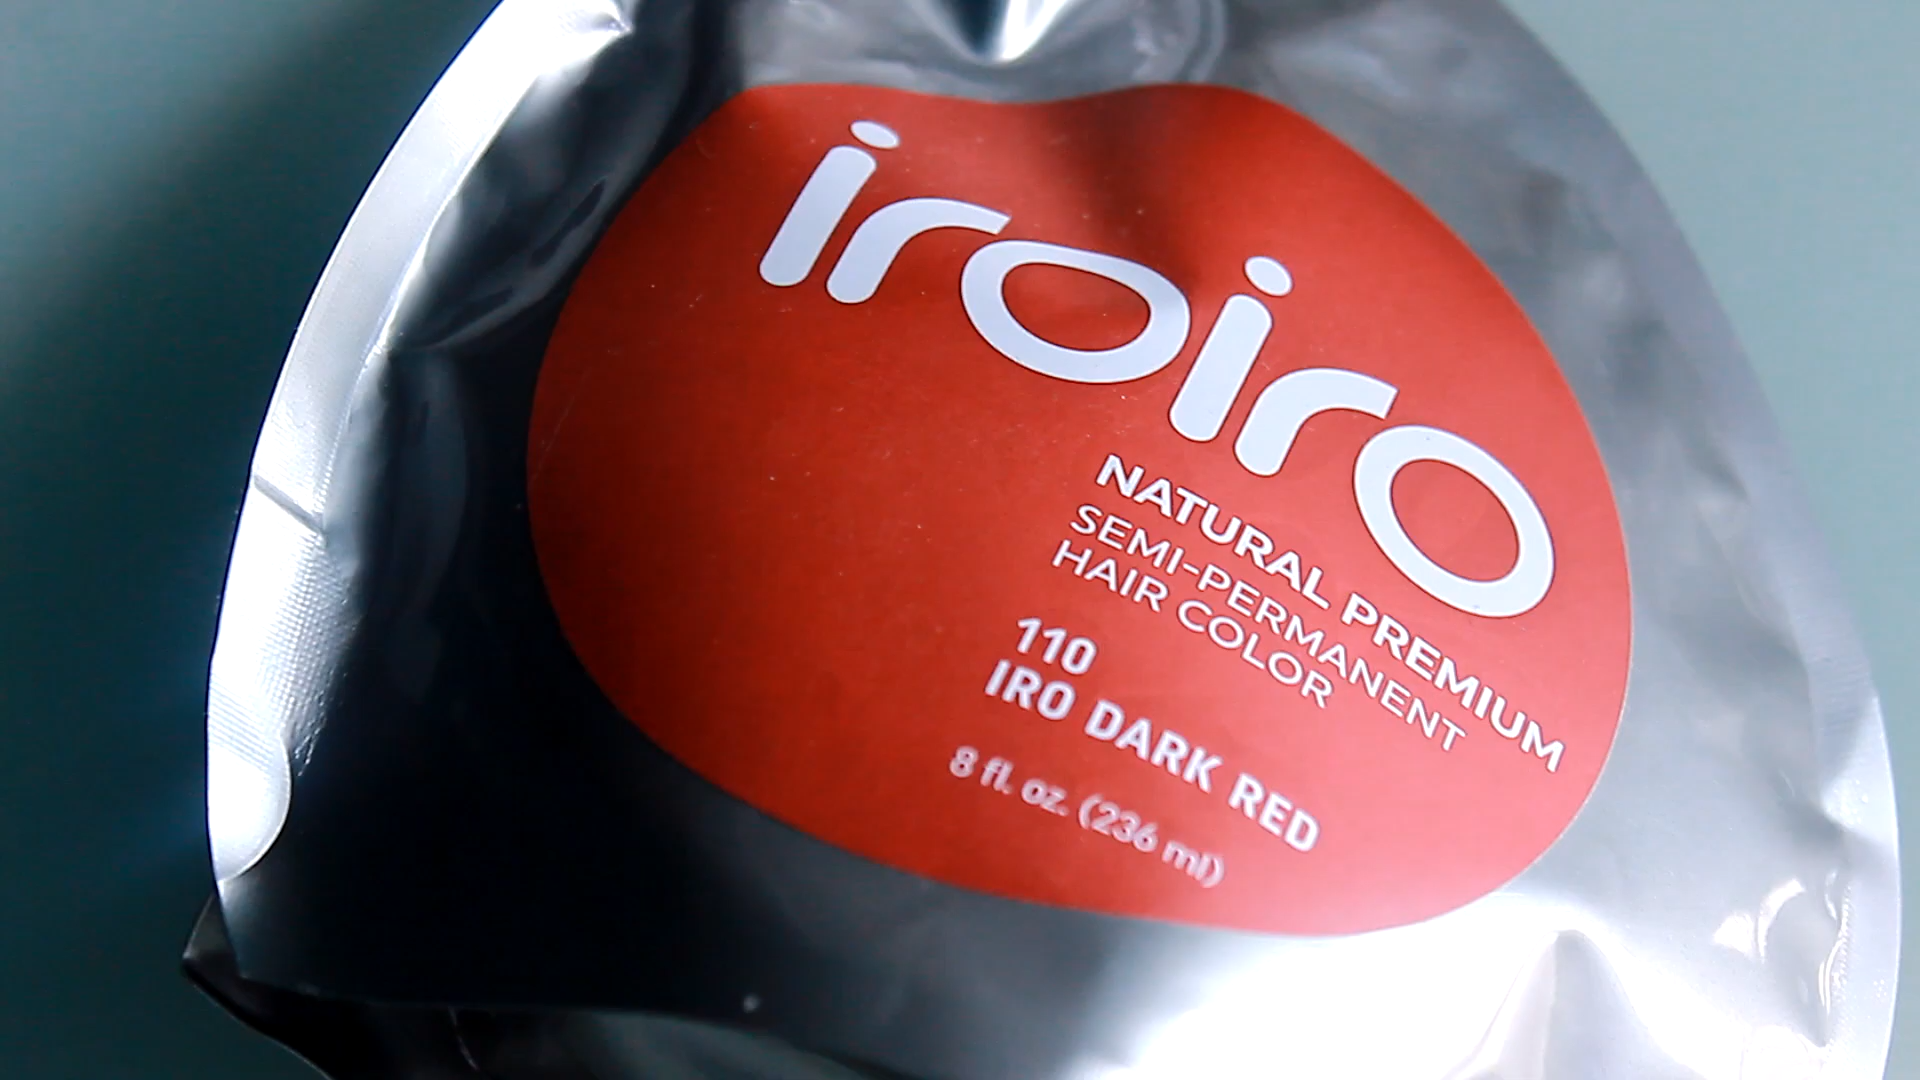 iroiro
NATURAL PREMIUM
SEMI-PERMANENT
HAIR COLOR
110
IRO DARK RED
8 fl. oz. (236 ml)